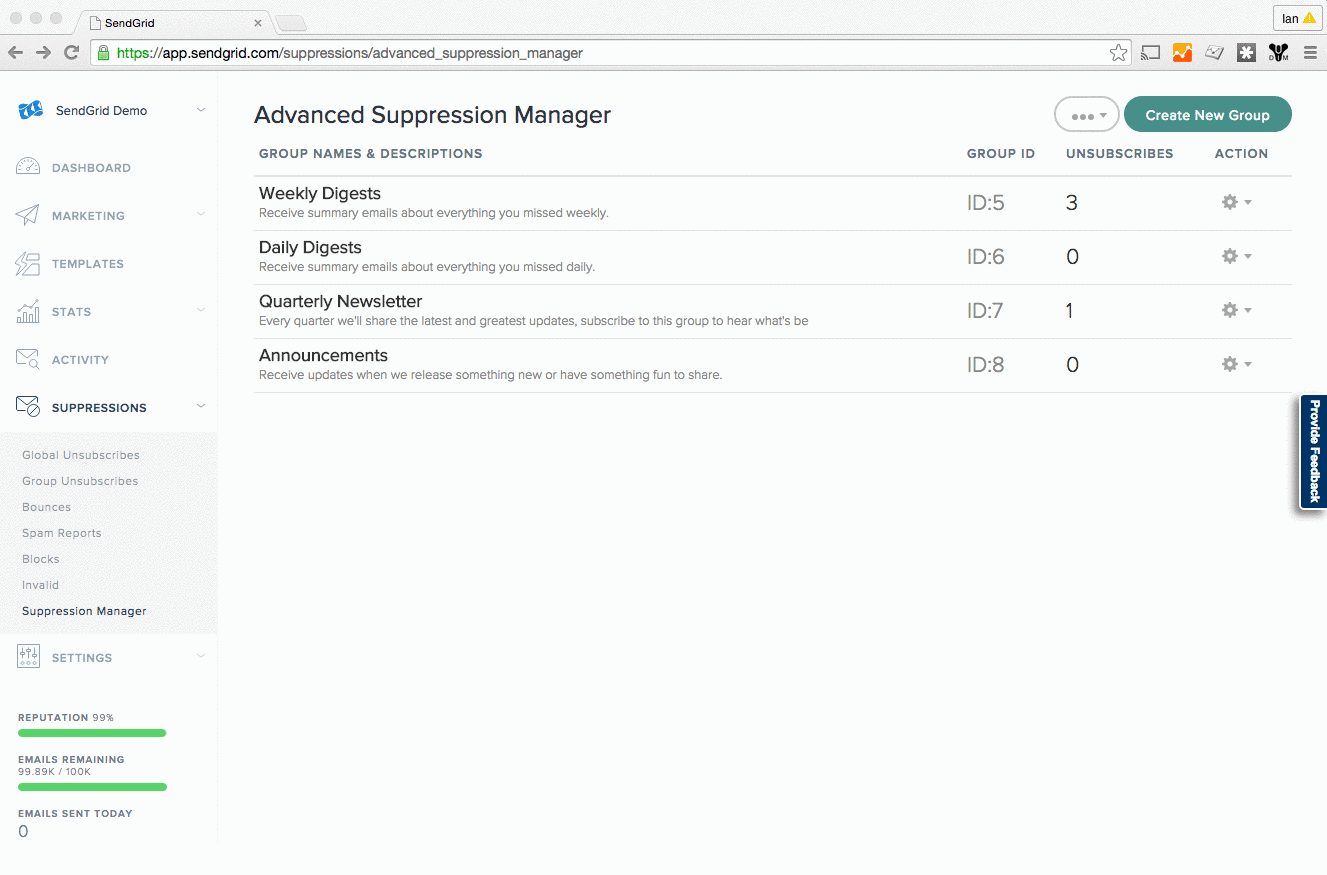 SendGrid
Ian
https://app.sendgrid.com/suppressions/advanced_suppression_manager
SendGrid Demo
DASHBOARD
MARKETING
TEMPLATES
STATS
ACTIVITY
SUPPRESSIONS
Global Unsubscribes
Group Unsubscribes
Bounces
Spam Reports
Blocks
Invalid
Suppression Manager
SETTINGS
REPUTATION 99%
EMAILS REMAINING
99.89K / 100K
EMAILS SENT TODAY
0
Advanced Suppression Manager
Create New Group
GROUP NAMES & DESCRIPTIONS GROUP ID UNSUBSCRIBES ACTION
Weekly Digests
Receive summary emails about everything you missed weekly.
ID:5 3
Daily Digests
Receive summary emails about everything you missed daily.
ID:6 0
Quarterly Newsletter
Every quarter we'll share the latest and greatest updates, subscribe to this group to hear what's be
ID:7 1
Announcements
Receive updates when we release something new or have something fun to share.
ID:8 0
Provide Feedback